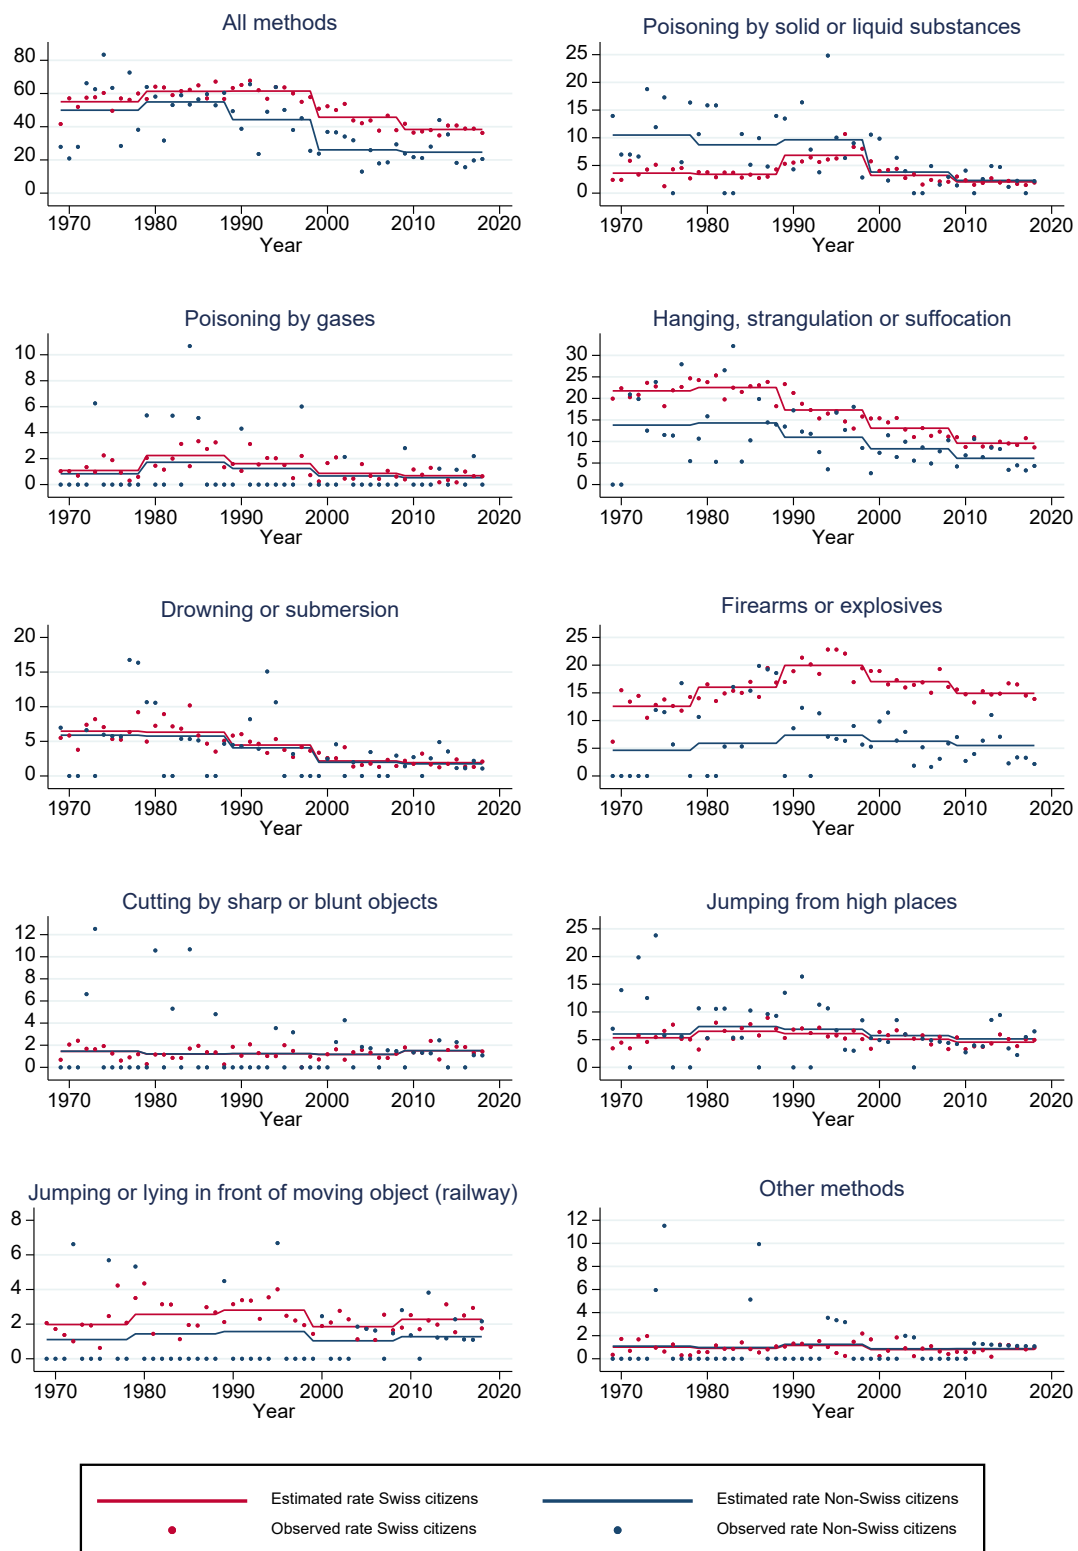 All methods
80
60
40
20
0
1970 1980 1990 2000 2010 2020
Year
Poisoning by solid or liquid substances
25
20
15
10
5
0
1970 1980 1990 2000 2010 2020
Year
Poisoning by gases
10
8
6
4
2
0
1970 1980 1990 2000 2010 2020
Year
Hanging, strangulation or suffocation
30
25
20
15
10
5
0
1970 1980 1990 2000 2010 2020
Year
Drowning or submersion
20
15
10
5
0
1970 1980 1990 2000 2010 2020
Year
Firearms or explosives
25
20
15
10
5
0
1970 1980 1990 2000 2010 2020
Year
Cutting by sharp or blunt objects
12
10
8
6
4
2
0
1970 1980 1990 2000 2010 2020
Year
Jumping from high places
25
20
15
10
5
0
1970 1980 1990 2000 2010 2020
Year
Jumping or lying in front of moving object (railway)
8
6
4
2
0
1970 1980 1990 2000 2010 2020
Year
Other methods
12
10
8
6
4
2
0
1970 1980 1990 2000 2010 2020
Year
Estimated rate Swiss citizens Estimated rate Non-Swiss citizens
Observed rate Swiss citizens Observed rate Non-Swiss citizens